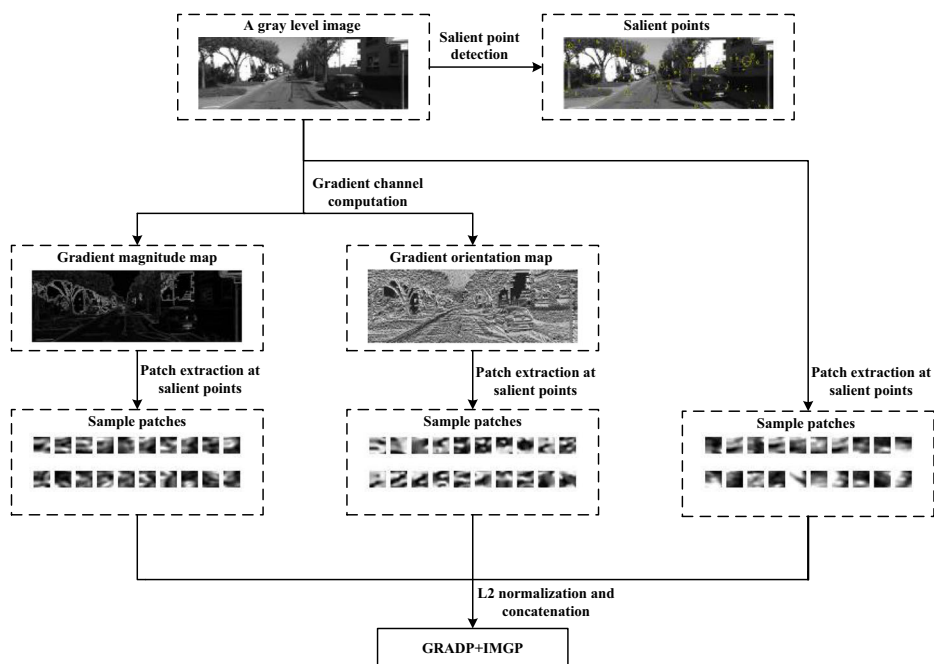 A gray level image
Salient point
detection
Salient points
Gradient channel
computation
Gradient magnitude map
Gradient orientation map
Patch extraction at
salient points
Patch extraction at
salient points
Patch extraction at
salient points
Sample patches
Sample patches
Sample patches
L2 normalization and
concatenation
GRADP+IMGP